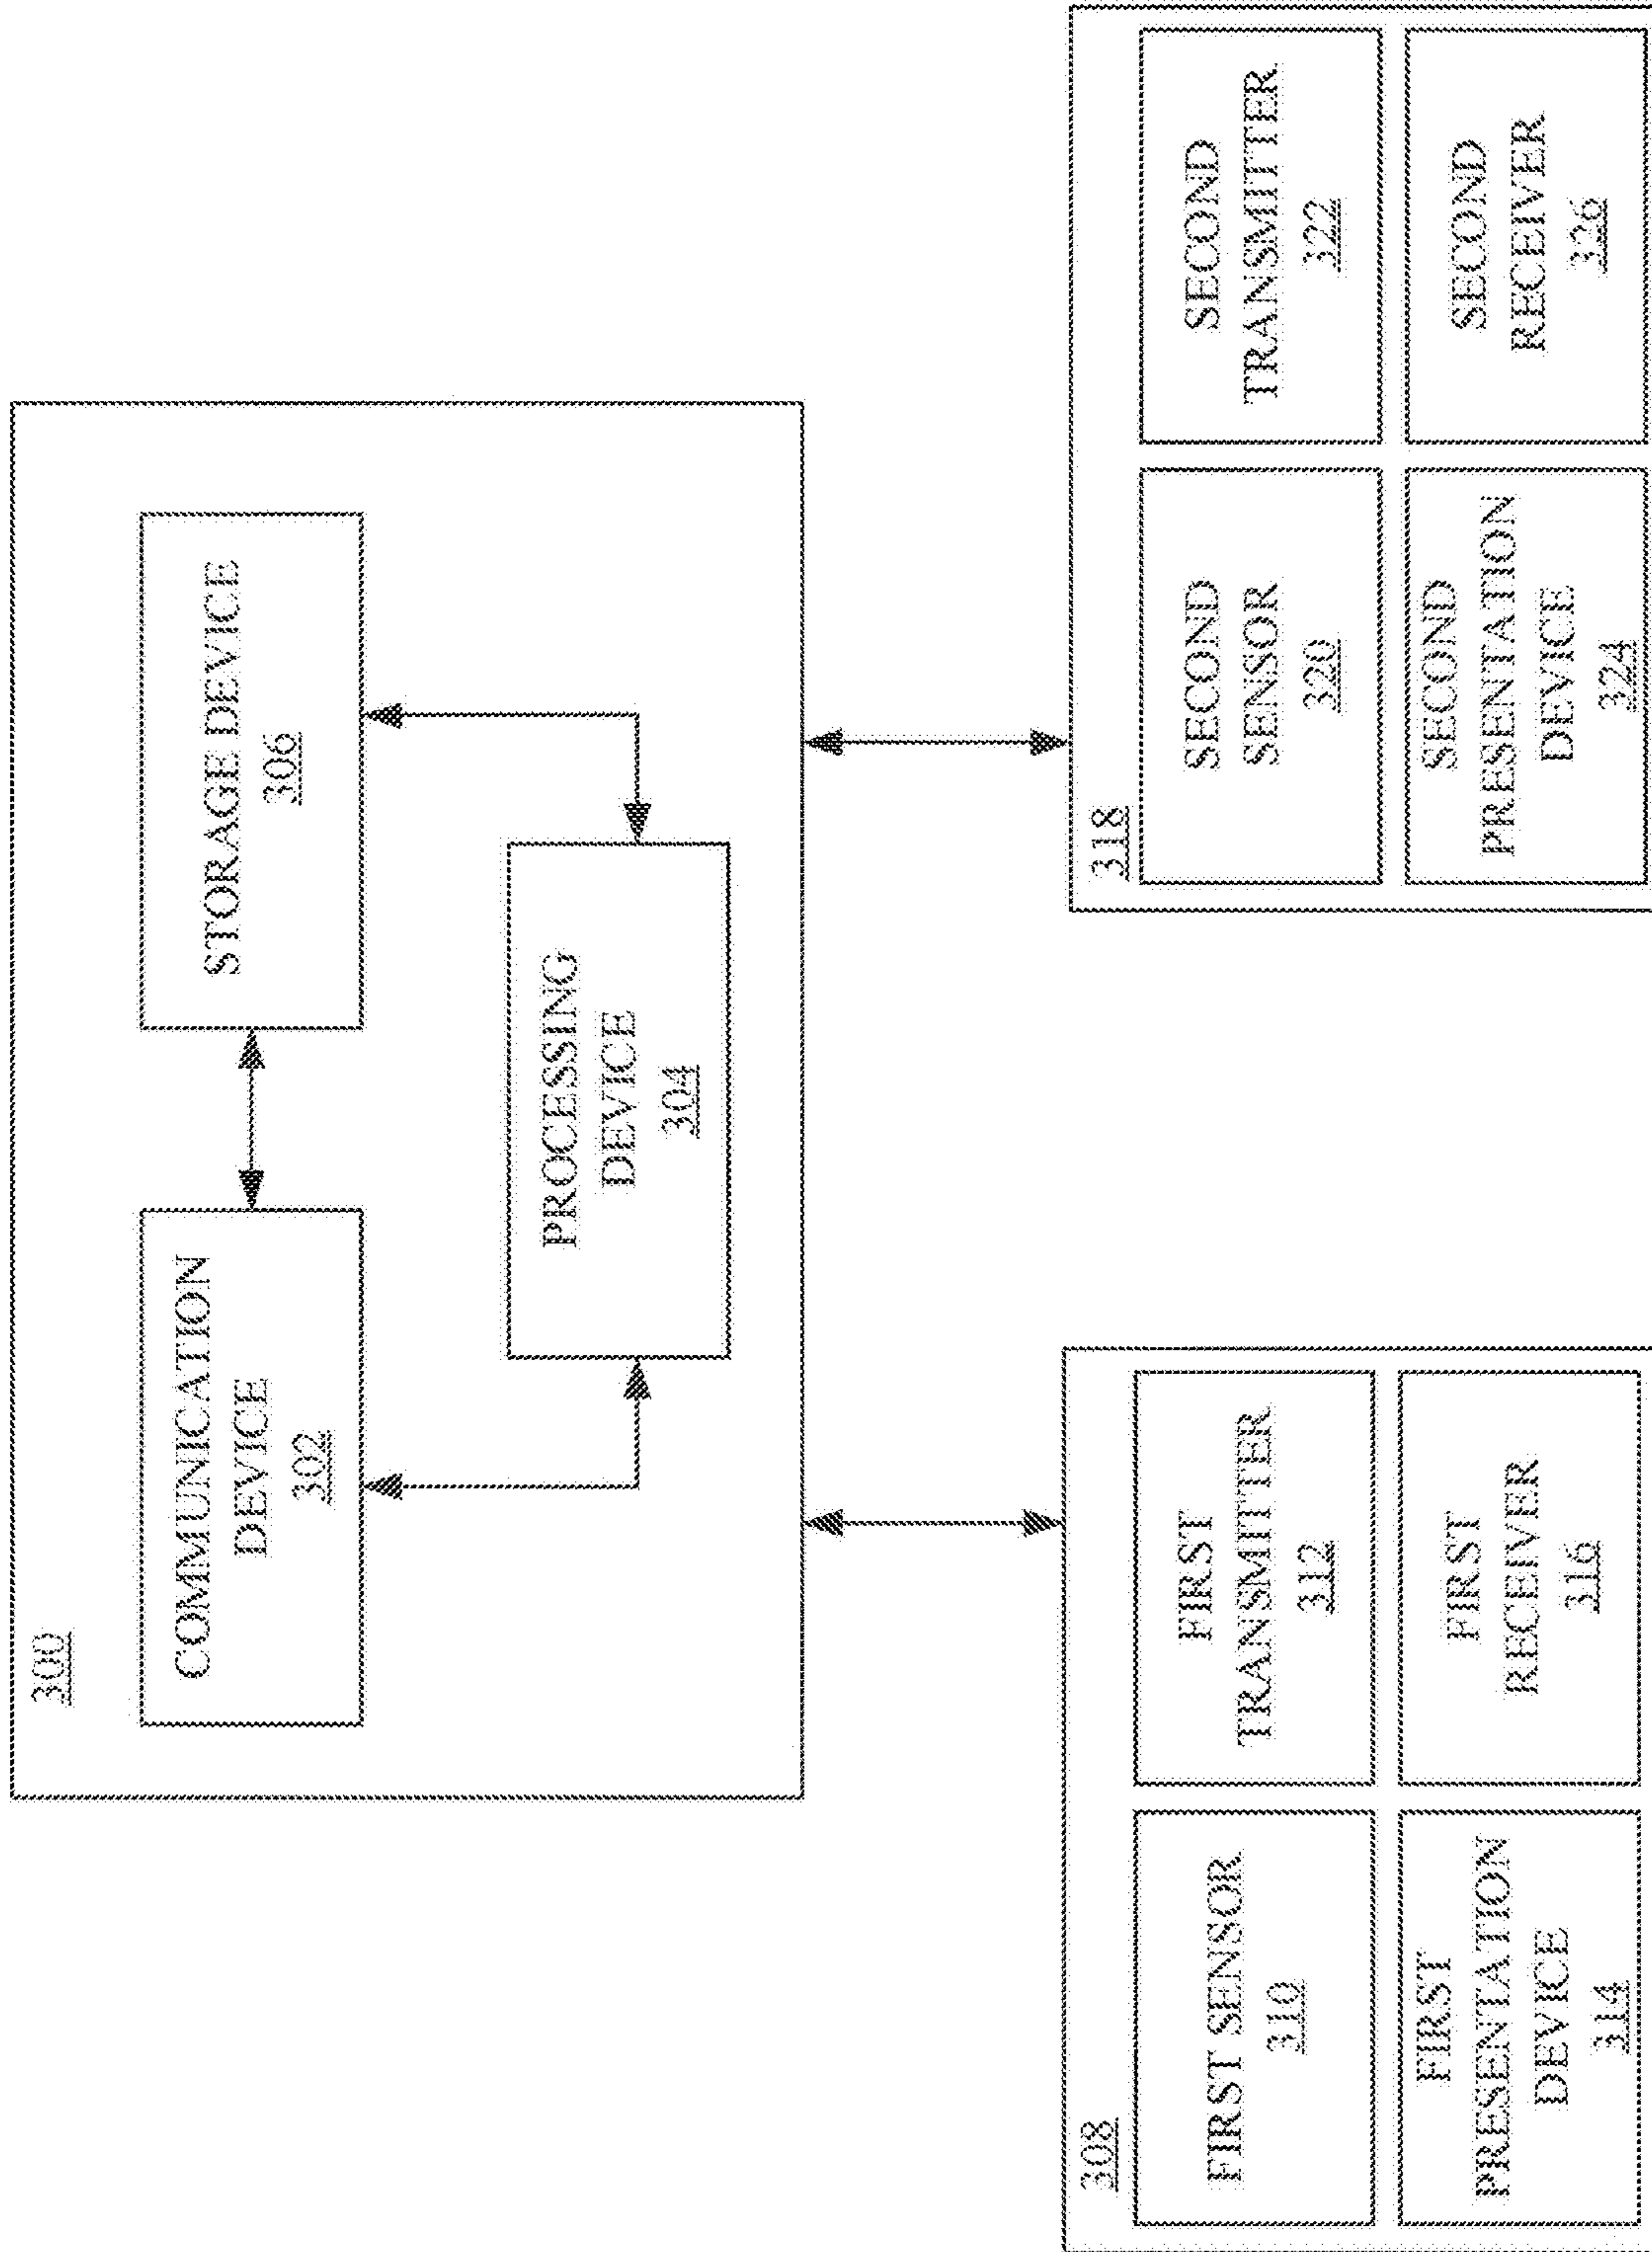 300
COMMUNICATION
DEVICE
302
STORAGE DEVICE
306
PROCESSING
DEVICE
304
308
FIRST SENSOR
310
FIRST
TRANSMITTER
312
FIRST
PRESENTATION
DEVICE
314
FIRST
RECEIVER
316
318
SECOND
SENSOR
320
SECOND
TRANSMITTER
322
SECOND
PRESENTATION
DEVICE
324
SECOND
RECEIVER
326